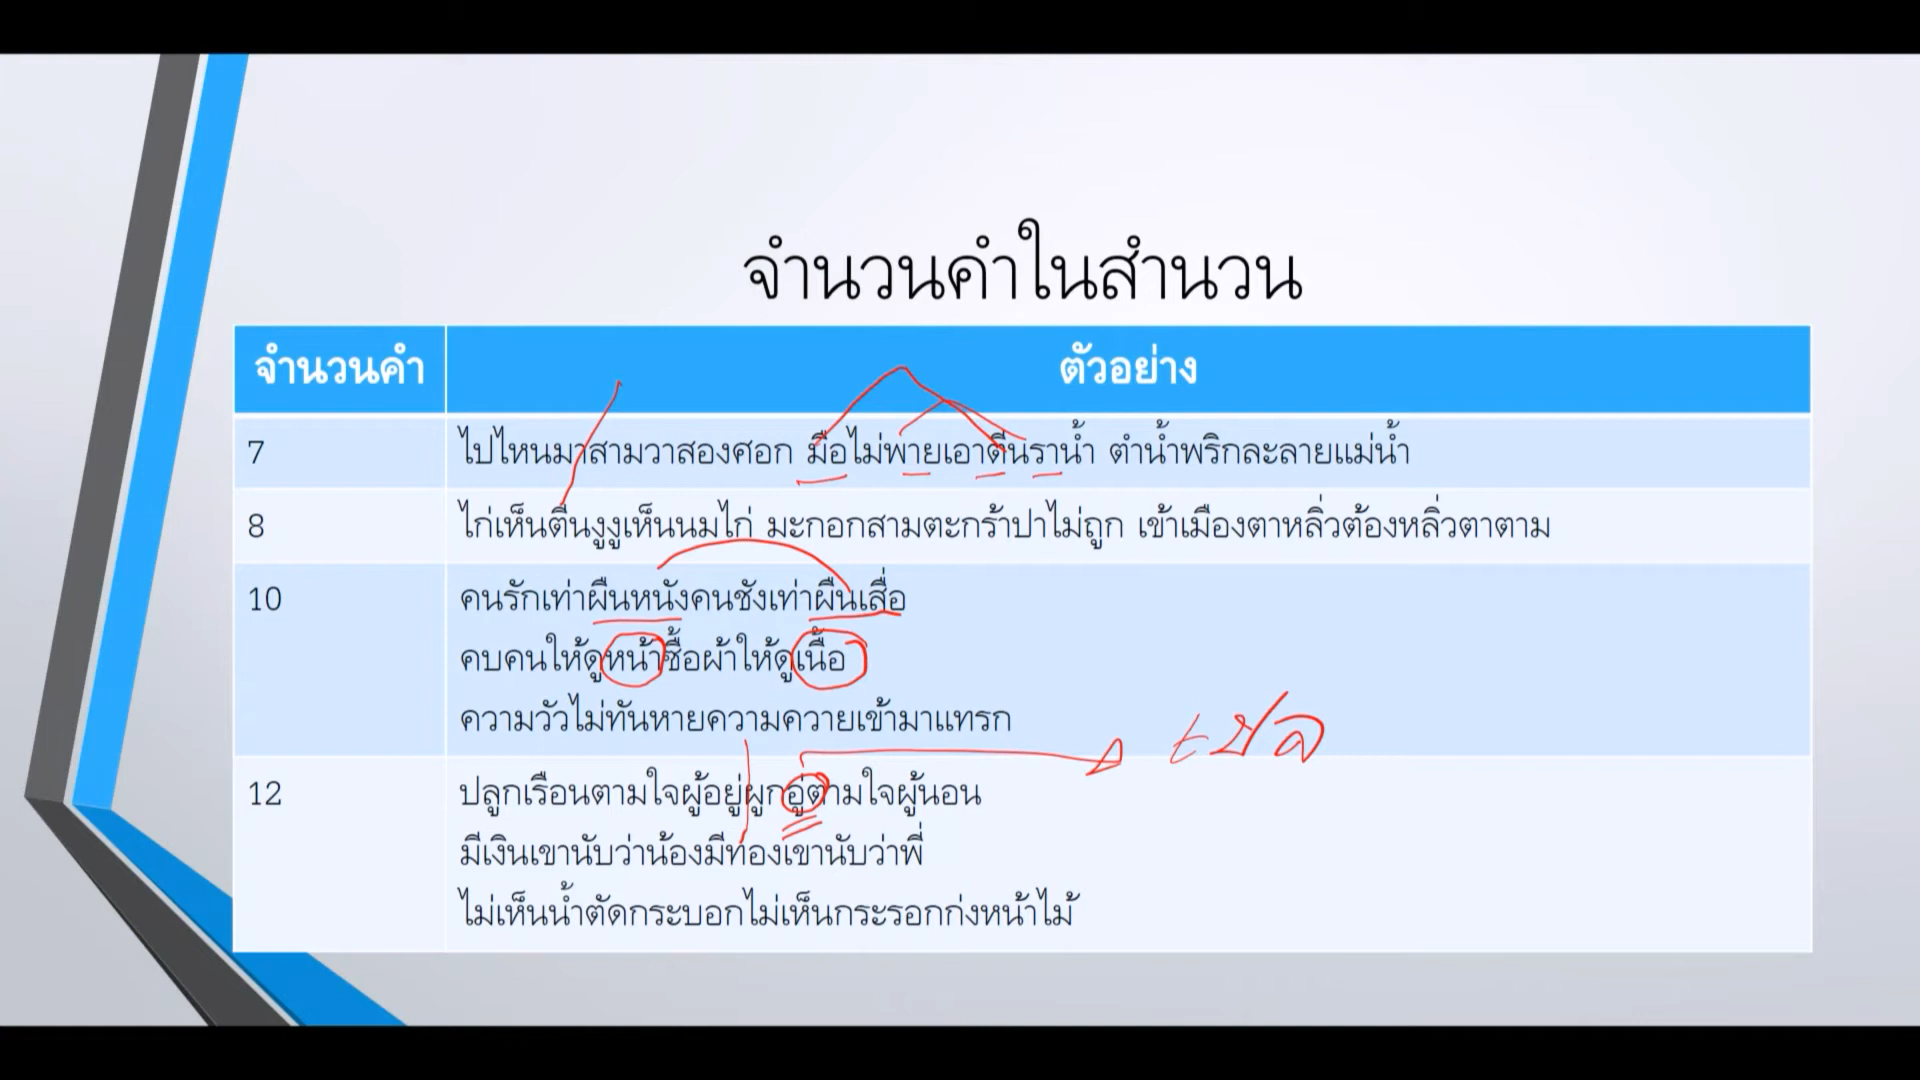 จำนวนคำในสำนวน
จำนวนคำ ตัวอย่าง
7 ไปไหนมาสามวาสองศอก มือไม่พายเอาตีนราน้ำ ตำน้ำพริกละลายแม่น้ำ
8 ไก่เห็นตีนงูงูเห็นนมไก่ มะกอกสามตะกร้าปาไม่ถูก เข้าเมืองตาหลิ่วต้องหลิ่วตาตาม
10 คนรักเท่าผืนหนังคนชังเท่าผืนเสื่อ
คบคนให้ดูหน้าซื้อผ้าให้ดูเนื้อ
ความวัวไม่ทันหายความควายเข้ามาแทรก
12 ปลูกเรือนตามใจผู้อยู่ผูกอู่ตามใจผู้นอน
มีเงินเขานับว่าน้องมีทองเขานับว่าพี่
ไม่เห็นน้ำตัดกระบอกไม่เห็นกระรอกก่งหน้าไม้